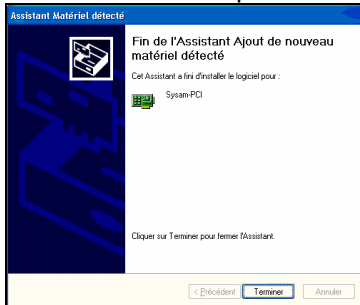 Assistant Matériel détecté
Fin de l'Assistant Ajout de nouveau
matériel détecté
Cet Assistant a fini d'installer le logiciel pour :
Sysam-PCI
Cliquer sur Terminer pour fermer l'Assistant.
< Précédent
Terminer
Annuler